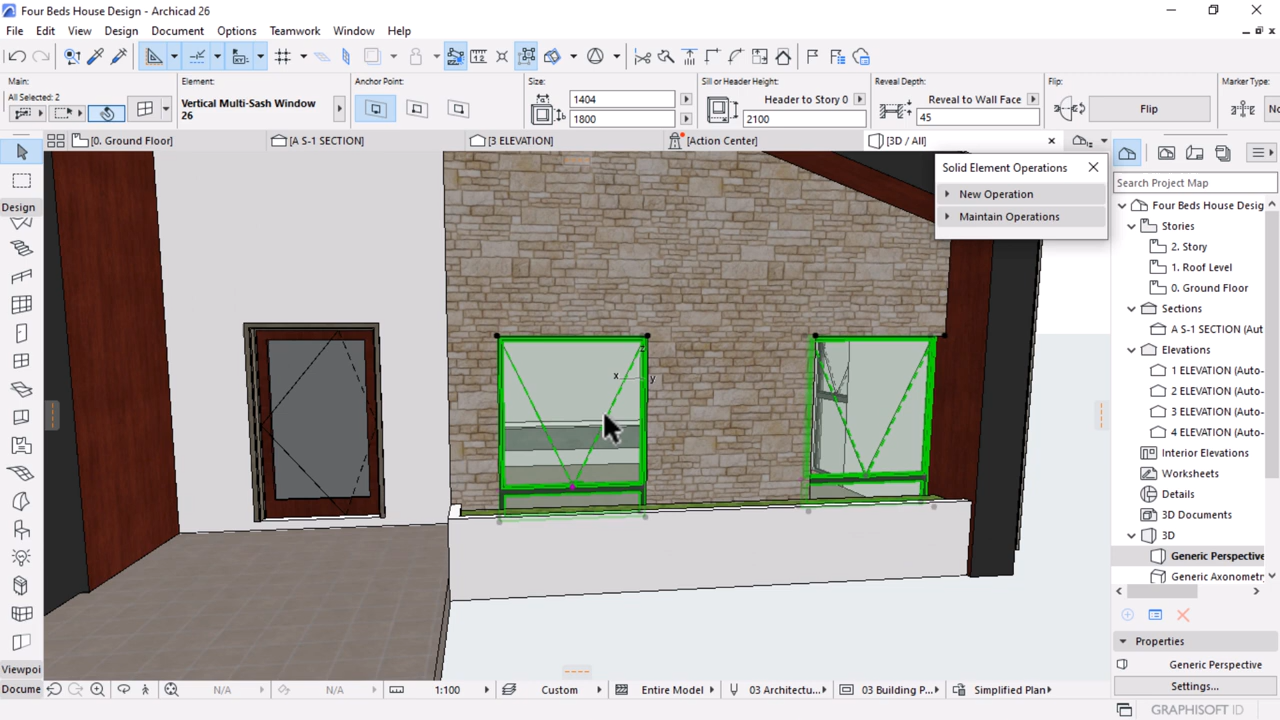 Four Beds House Design - Archicad 26
File Edit View Design Document Options Teamwork Window Help
Main: Element: Anchor Point: Size: Sill or Header Height: Reveal Depth: Flip: Marker Type:
All Selected: 2
Vertical Multi-Sash Window 26
1404
1800
b
Header to Story 0
2100
Reveal to Wall Face
45
Flip
[0. Ground Floor] [A S-1 SECTION] [3 ELEVATION] [Action Center] [3D / All]
Solid Element Operations
New Operation
Maintain Operations
Search Project Map
Four Beds House Desig
Stories
2. Story
1. Roof Level
0. Ground Floor
Sections
A S-1 SECTION (Aut
Elevations
1 ELEVATION (Auto-
2 ELEVATION (Auto-
3 ELEVATION (Auto-
4 ELEVATION (Auto-
Interior Elevations
Worksheets
Details
3D Documents
3D
Generic Perspective
Generic Axonometr
Properties
Generic Perspective
Settings...
GRAPHISOFT ID
Design
Viewpoi
Docume
x y
N/A N/A 1:100 Custom Entire Model 03 Architectu... 03 Building P... Simplified Plan